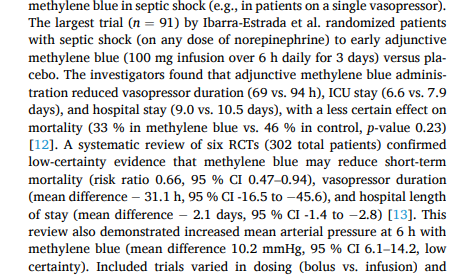 methylene blue in septic shock (e.g., in patients on a single vasopressor).
The largest trial (n = 91) by Ibarra-Estrada et al. randomized patients
with septic shock (on any dose of norepinephrine) to early adjunctive
methylene blue (100 mg infusion over 6 h daily for 3 days) versus pla-
cebo. The investigators found that adjunctive methylene blue adminis-
tration reduced vasopressor duration (69 vs. 94 h), ICU stay (6.6 vs. 7.9
days), and hospital stay (9.0 vs. 10.5 days), with a less certain effect on
mortality (33 % in methylene blue vs. 46 % in control, p-value 0.23)
[12]. A systematic review of six RCTs (302 total patients) confirmed
low-certainty evidence that methylene blue may reduce short-term
mortality (risk ratio 0.66, 95 % CI 0.47–0.94), vasopressor duration
(mean difference − 31.1 h, 95 % CI -16.5 to −45.6), and hospital length
of stay (mean difference − 2.1 days, 95 % CI -1.4 to −2.8) [13]. This
review also demonstrated increased mean arterial pressure at 6 h with
methylene blue (mean difference 10.2 mmHg, 95 % CI 6.1–14.2, low
certainty). Included trials varied in dosing (bolus vs. infusion) and